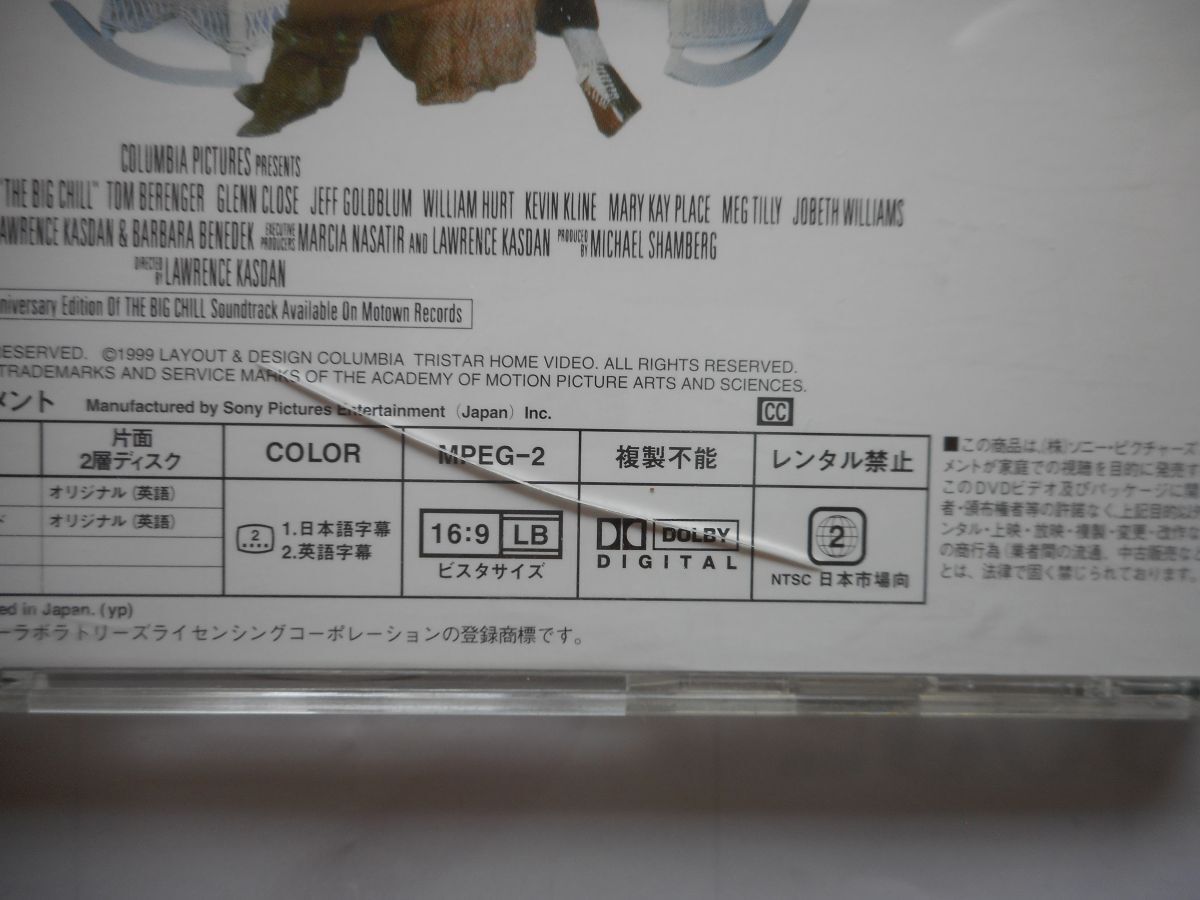 COLUMBIA PICTURES PRESENTS
"THE BIG CHILL" TOM BERENGER GLENN CLOSE JEFF GOLDBLUM WILLIAM HURT KEVIN KLINE MARY KAY PLACE MEG TILLY JOBETH WILLIAMS
LAWRENCE KASDAN & BARBARA BENEDEK EXECUTIVE PRODUCERS MARCIA NASATIR AND LAWRENCE KASDAN PRODUCED BY MICHAEL SHAMBERG
DIRECTED BY LAWRENCE KASDAN
Edition Of THE BIG CHILL Soundtrack Available On Motown Records
©1999 LAYOUT & DESIGN COLUMBIA TRISTAR HOME VIDEO. ALL RIGHTS RESERVED.
TRADEMARKS AND SERVICE MARKS OF THE ACADEMY OF MOTION PICTURE ARTS AND SCIENCES.
メント Manufactured by Sony Pictures Entertainment (Japan) Inc. CC
片面
2層ディスク
COLOR
MPEG-2
複製不能
レンタル禁止
オリジナル (英語)
オリジナル (英語)
2
1.日本語字幕
2.英語字幕
16:9 LB
ビスタサイズ
DOLBY
DIGITAL
2
NTSC 日本市場向
■この商品は、(株)ソニー・ピクチャーズ
メントが家庭での視聴を目的に発売す
このDVDビデオ及びパッケージに関
者・頒布権者等の許諾なく、上記目的以
ンタル・上映・放映・複製・変更・改作な
の商行為(業者間の流通、中古販売な
とは、法律で固く禁じられております。
ed in Japan. (yp)
ーラボラトリーズライセンシングコーポレーションの登録商標です。